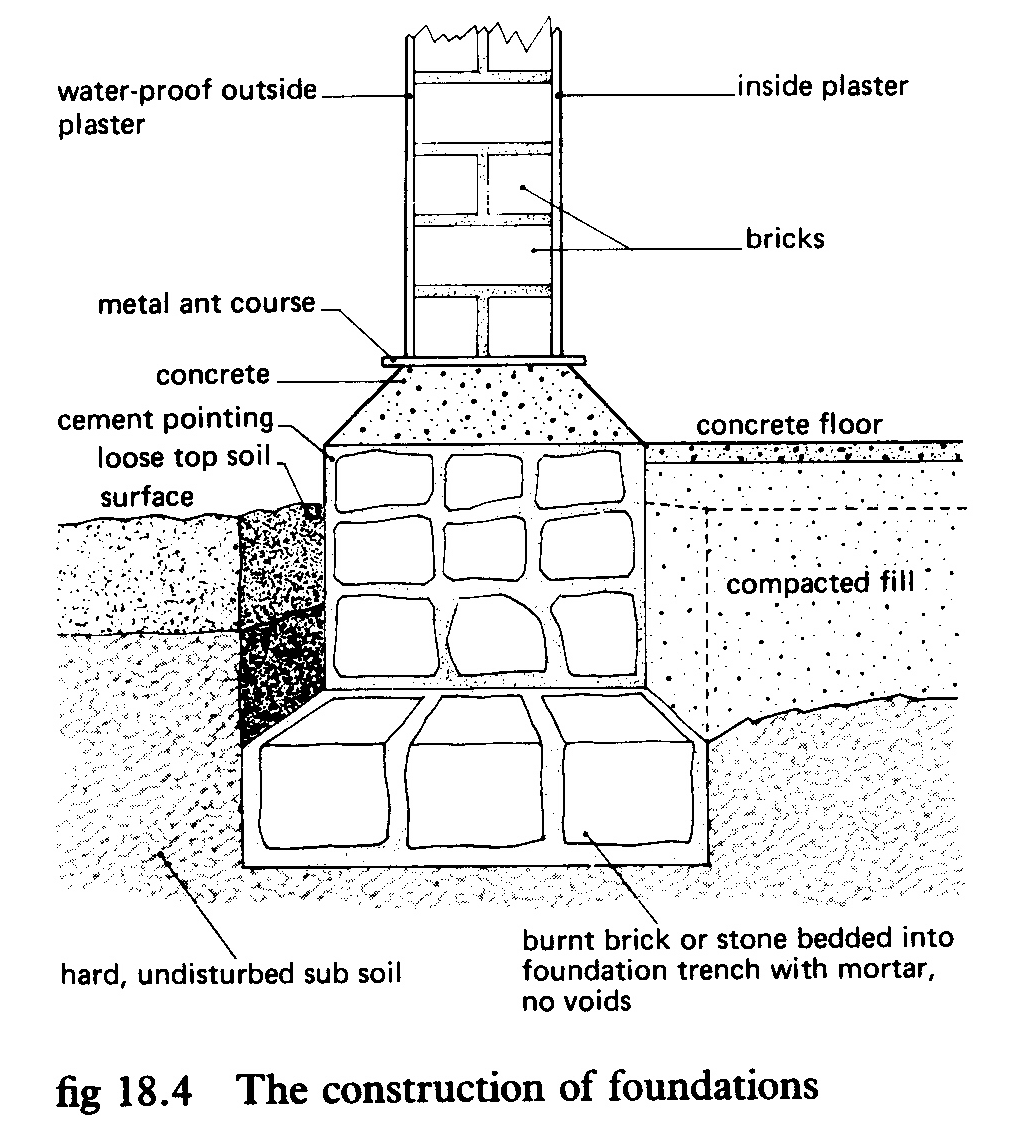 water-proof outside
plaster
inside plaster
bricks
metal ant course
concrete
cement pointing
concrete floor
loose top soil
surface
compacted fill
burnt brick or stone bedded into
foundation trench with mortar,
no voids
hard, undisturbed sub soil
fig 18.4 The construction of foundations